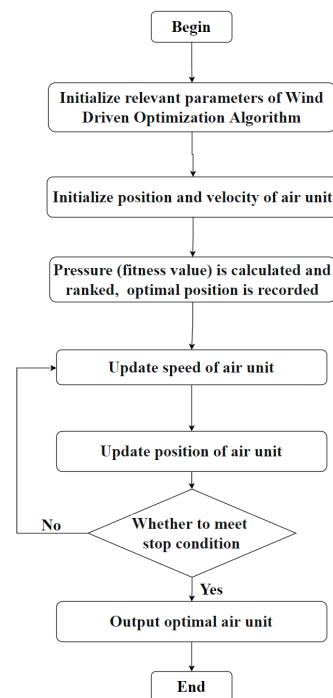 Begin
Initialize relevant parameters of Wind
Driven Optimization Algorithm
Initialize position and velocity of air unit
Pressure (fitness value) is calculated and
ranked, optimal position is recorded
Update speed of air unit
Update position of air unit
Whether to meet
stop condition
No
Yes
Output optimal air unit
End